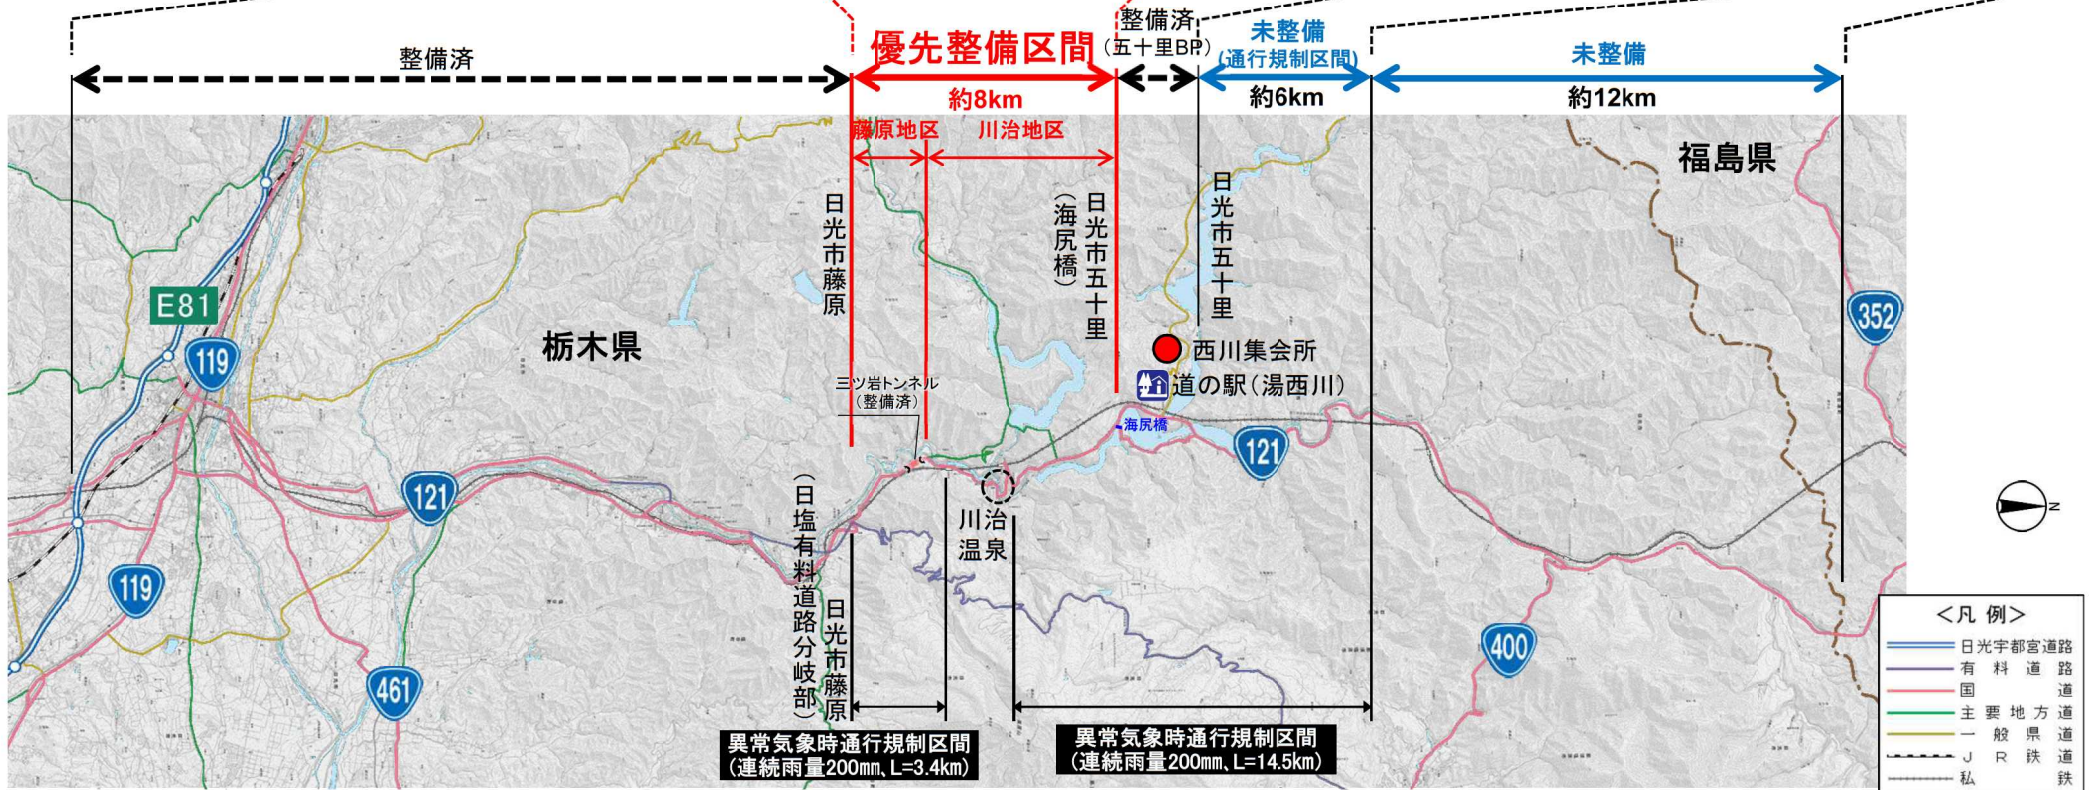 整備済
優先整備区間
約8km
整備済
(五十里BP)
未整備
(通行規制区間)
約6km
未整備
約12km
藤原地区
川治地区
福島県
栃木県
日光市藤原
日光市五十里
(海尻橋)
日光市五十里
E81
119
352
西川集会所
道の駅(湯西川)
三ツ岩トンネル
(整備済)
海尻橋
121
121
川治
温泉
日光市藤原
(日塩有料道路分岐部)
119
461
400
N
異常気象時通行規制区間
(連続雨量200mm、L=3.4km)
異常気象時通行規制区間
(連続雨量200mm、L=14.5km)
<凡例>
日光宇都宮道路
有料道路
国道
主要地方道
一般県道
JR鉄道
私鉄